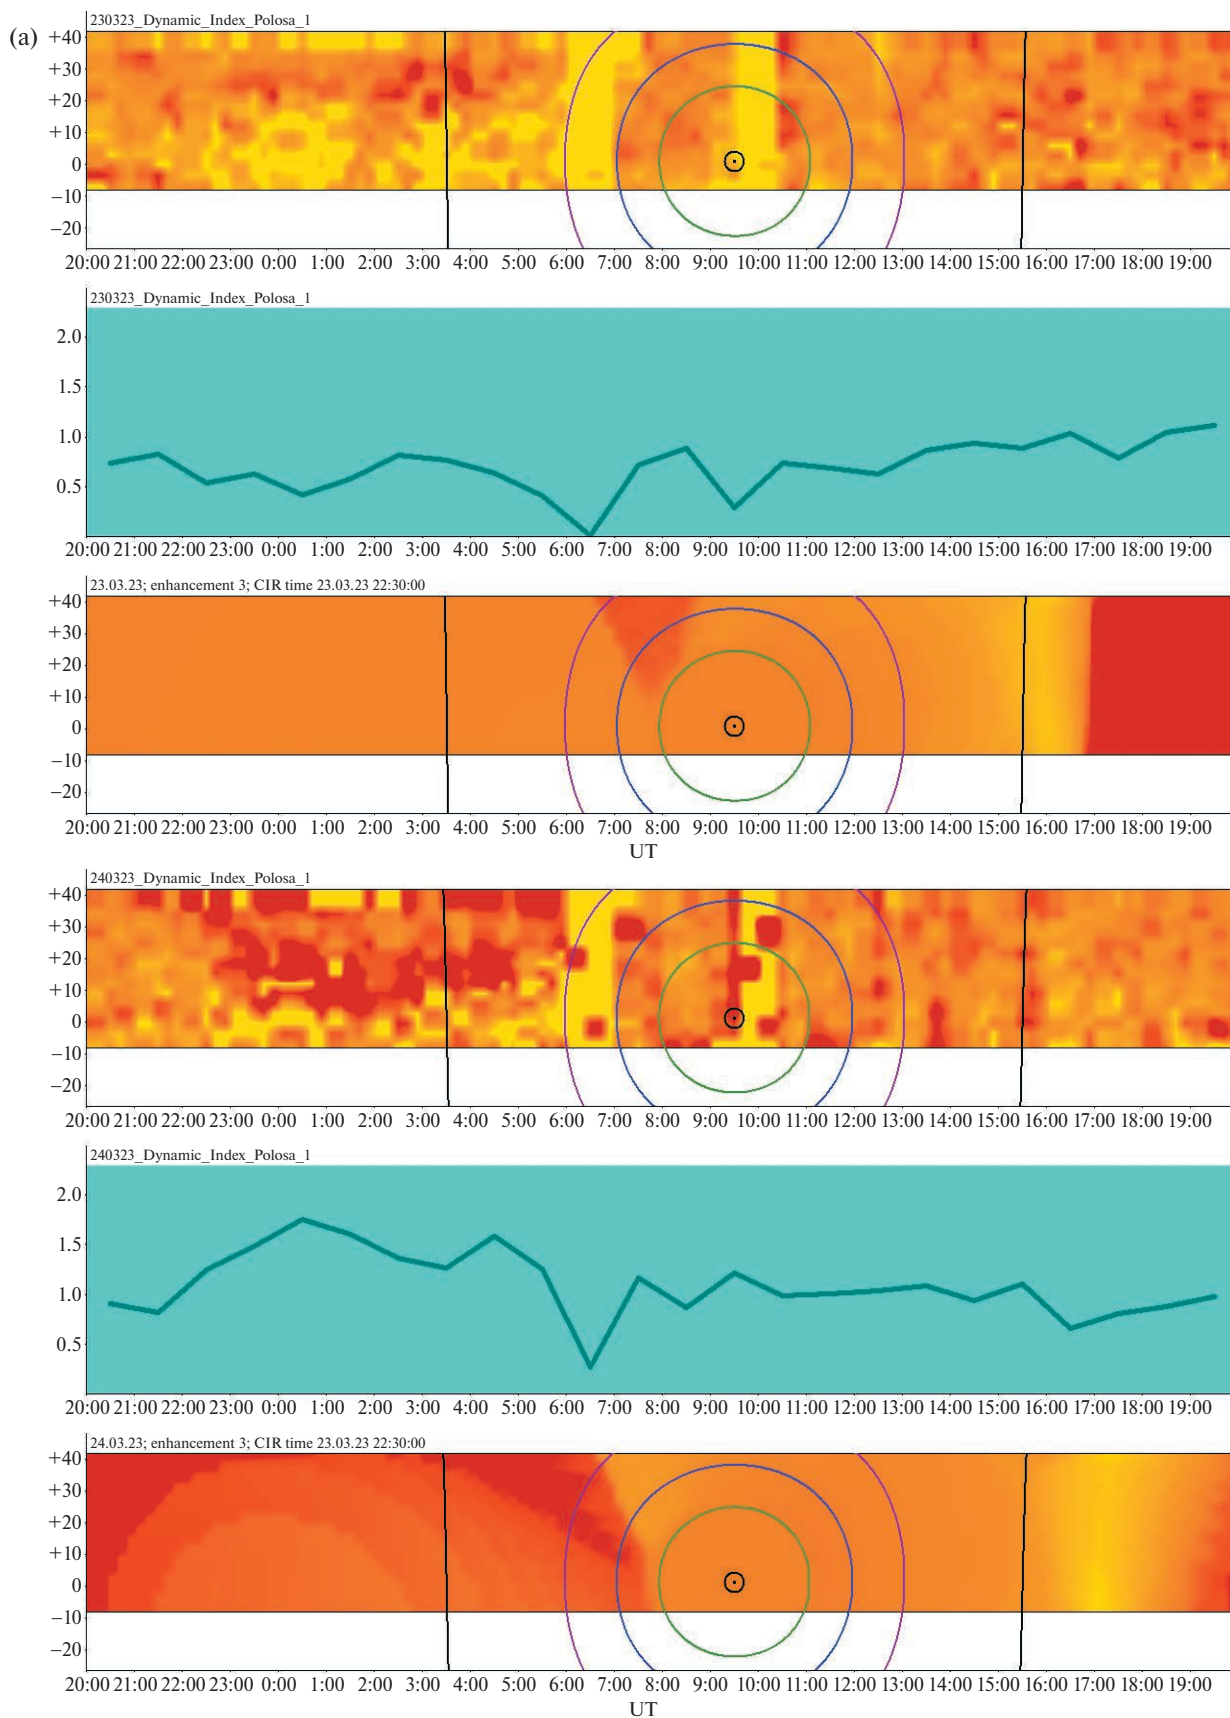 (a)
230323_Dynamic_Index_Polosa_1
+40
+30
+20
+10
0
−10
−20
20:00 21:00 22:00 23:00 0:00 1:00 2:00 3:00 4:00 5:00 6:00 7:00 8:00 9:00 10:00 11:00 12:00 13:00 14:00 15:00 16:00 17:00 18:00 19:00
230323_Dynamic_Index_Polosa_1
2.0
1.5
1.0
0.5
20:00 21:00 22:00 23:00 0:00 1:00 2:00 3:00 4:00 5:00 6:00 7:00 8:00 9:00 10:00 11:00 12:00 13:00 14:00 15:00 16:00 17:00 18:00 19:00
23.03.23; enhancement 3; CIR time 23.03.23 22:30:00
+40
+30
+20
+10
0
−10
−20
20:00 21:00 22:00 23:00 0:00 1:00 2:00 3:00 4:00 5:00 6:00 7:00 8:00 9:00 10:00 11:00 12:00 13:00 14:00 15:00 16:00 17:00 18:00 19:00
UT
240323_Dynamic_Index_Polosa_1
+40
+30
+20
+10
0
−10
−20
20:00 21:00 22:00 23:00 0:00 1:00 2:00 3:00 4:00 5:00 6:00 7:00 8:00 9:00 10:00 11:00 12:00 13:00 14:00 15:00 16:00 17:00 18:00 19:00
240323_Dynamic_Index_Polosa_1
2.0
1.5
1.0
0.5
20:00 21:00 22:00 23:00 0:00 1:00 2:00 3:00 4:00 5:00 6:00 7:00 8:00 9:00 10:00 11:00 12:00 13:00 14:00 15:00 16:00 17:00 18:00 19:00
24.03.23; enhancement 3; CIR time 23.03.23 22:30:00
+40
+30
+20
+10
0
−10
−20
20:00 21:00 22:00 23:00 0:00 1:00 2:00 3:00 4:00 5:00 6:00 7:00 8:00 9:00 10:00 11:00 12:00 13:00 14:00 15:00 16:00 17:00 18:00 19:00
UT